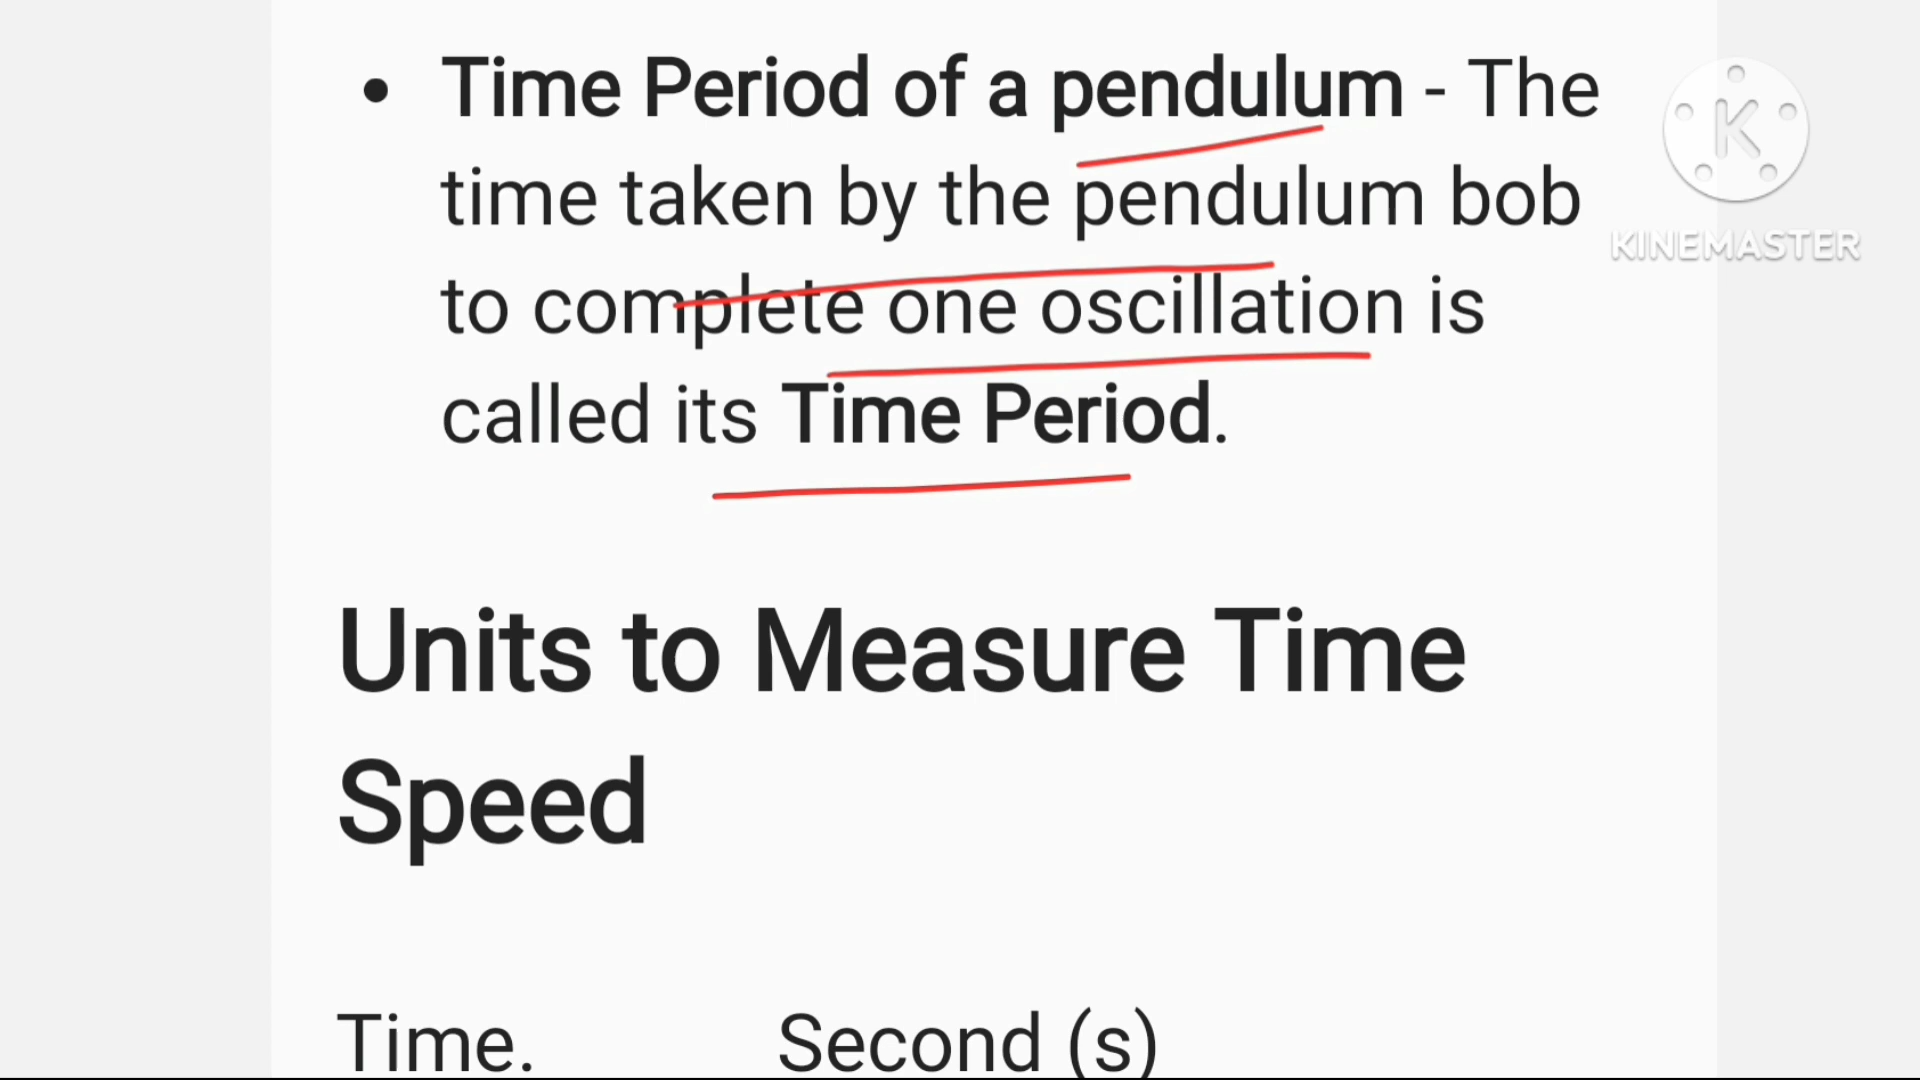 • Time Period of a pendulum - The
time taken by the pendulum bob
to complete one oscillation is
called its Time Period.
K
KINEMASTER
Units to Measure Time
Speed
Time. Second (s)